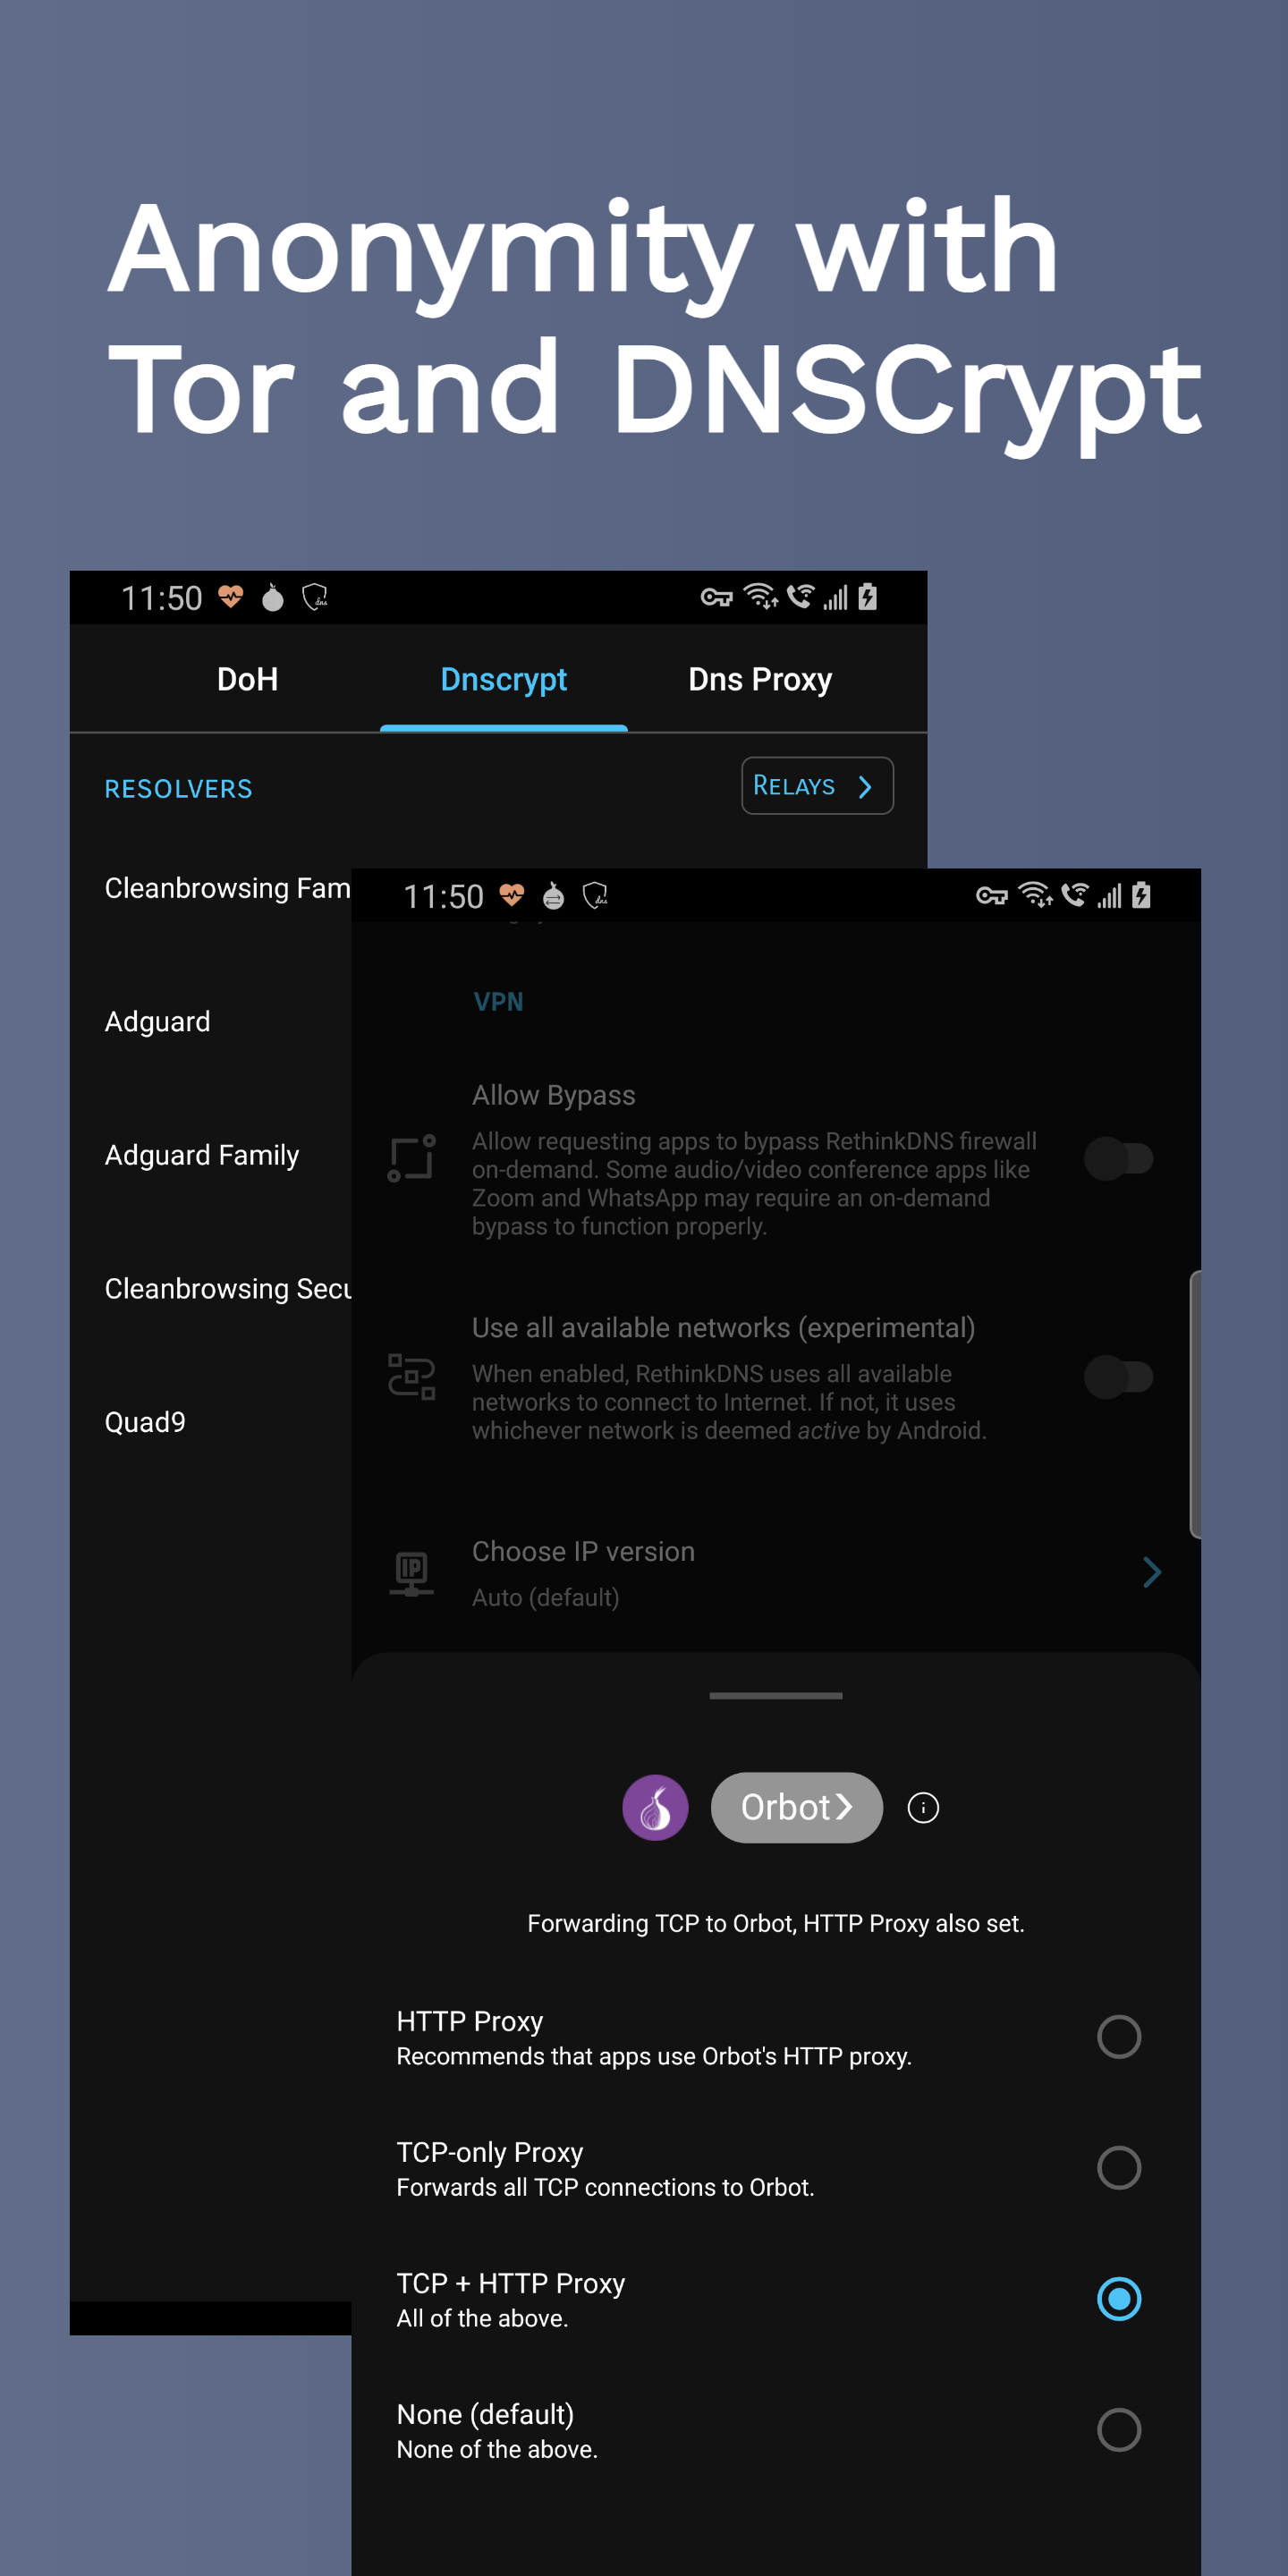 Anonymity with
Tor and DNSCrypt
11:50
DoH
Dnscrypt
Dns Proxy
RESOLVERS
RELAYS
Cleanbrowsing Fam
Adguard
Adguard Family
Cleanbrowsing Secu
Quad9
11:50
VPN
Allow Bypass
Allow requesting apps to bypass RethinkDNS firewall
on-demand. Some audio/video conference apps like
Zoom and WhatsApp may require an on-demand
bypass to function properly.
Use all available networks (experimental)
When enabled, RethinkDNS uses all available
networks to connect to Internet. If not, it uses
whichever network is deemed active by Android.
IP
Choose IP version
Auto (default)
Orbot
Forwarding TCP to Orbot, HTTP Proxy also set.
HTTP Proxy
Recommends that apps use Orbot's HTTP proxy.
TCP-only Proxy
Forwards all TCP connections to Orbot.
TCP + HTTP Proxy
All of the above.
None (default)
None of the above.